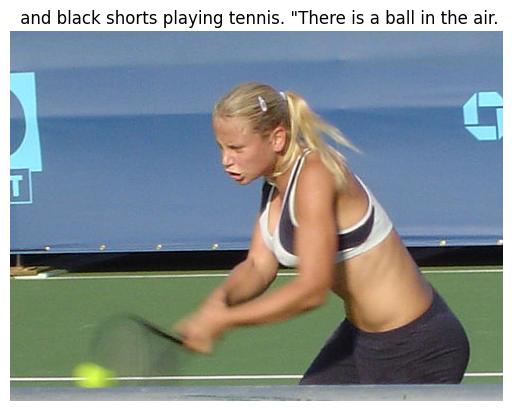 and black shorts playing tennis. "There is a ball in the air.
T